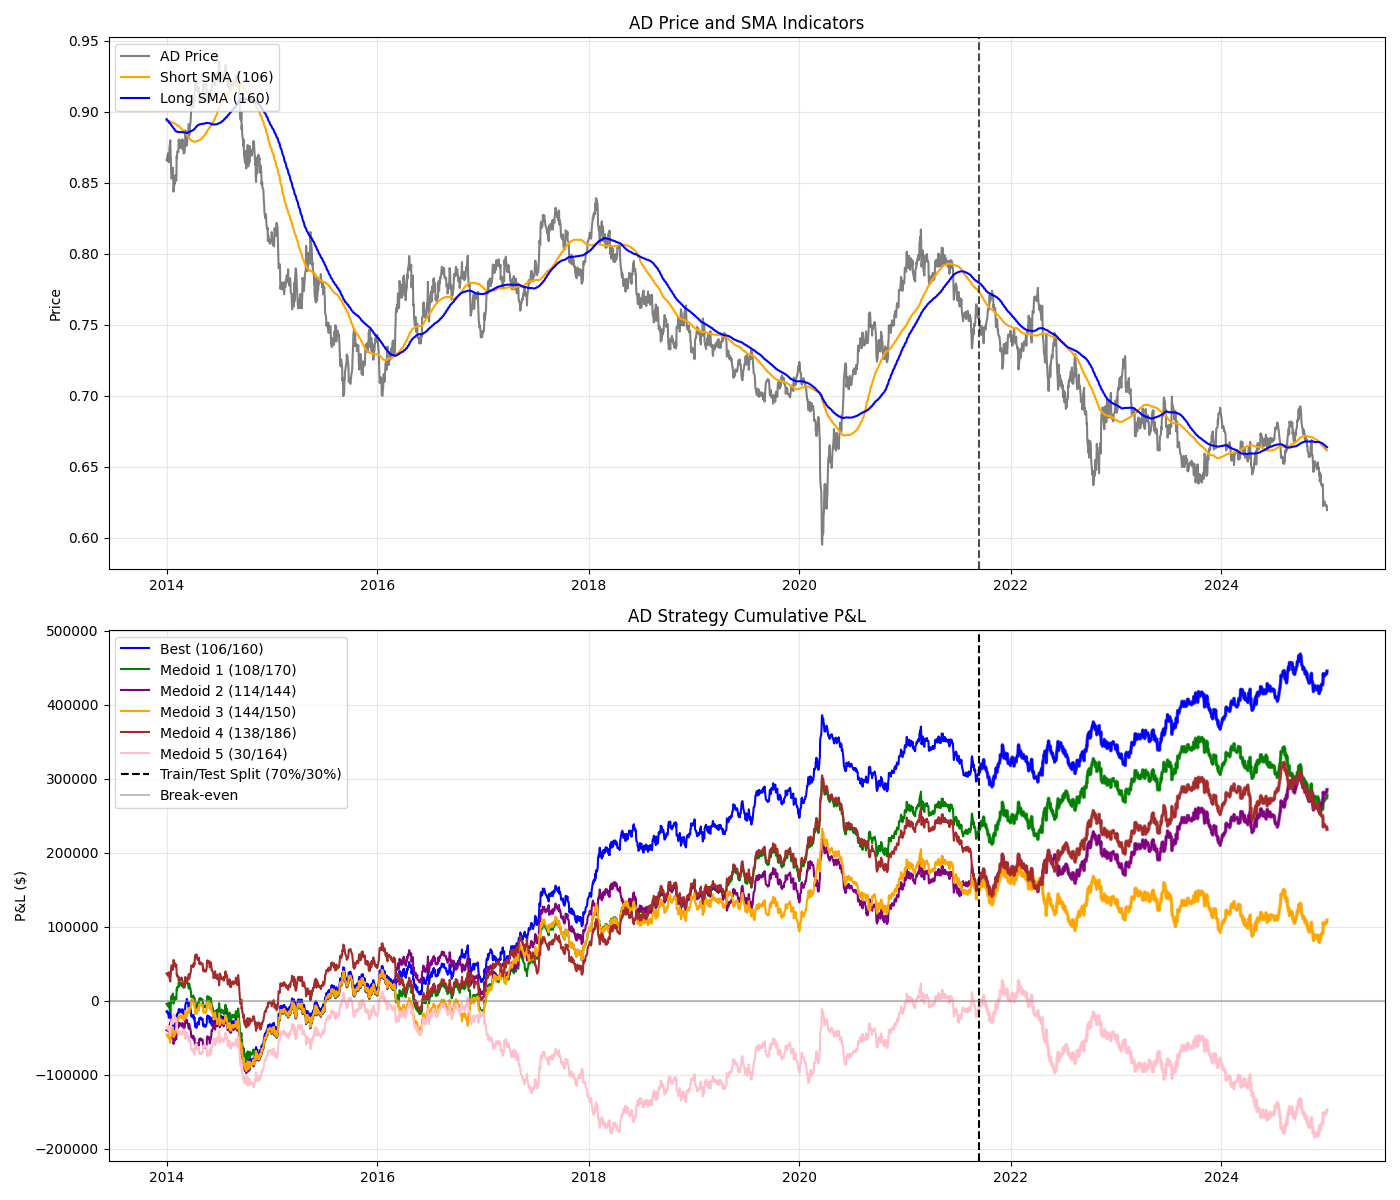 AD Price and SMA Indicators
0.95
0.90
0.85
0.80
0.75
0.70
0.65
0.60
Price
AD Price
Short SMA (106)
Long SMA (160)
2014
2016
2018
2020
2022
2024
AD Strategy Cumulative P&L
500000
400000
300000
200000
100000
0
−100000
−200000
P&L ($)
Best (106/160)
Medoid 1 (108/170)
Medoid 2 (114/144)
Medoid 3 (144/150)
Medoid 4 (138/186)
Medoid 5 (30/164)
Train/Test Split (70%/30%)
Break-even
2014
2016
2018
2020
2022
2024